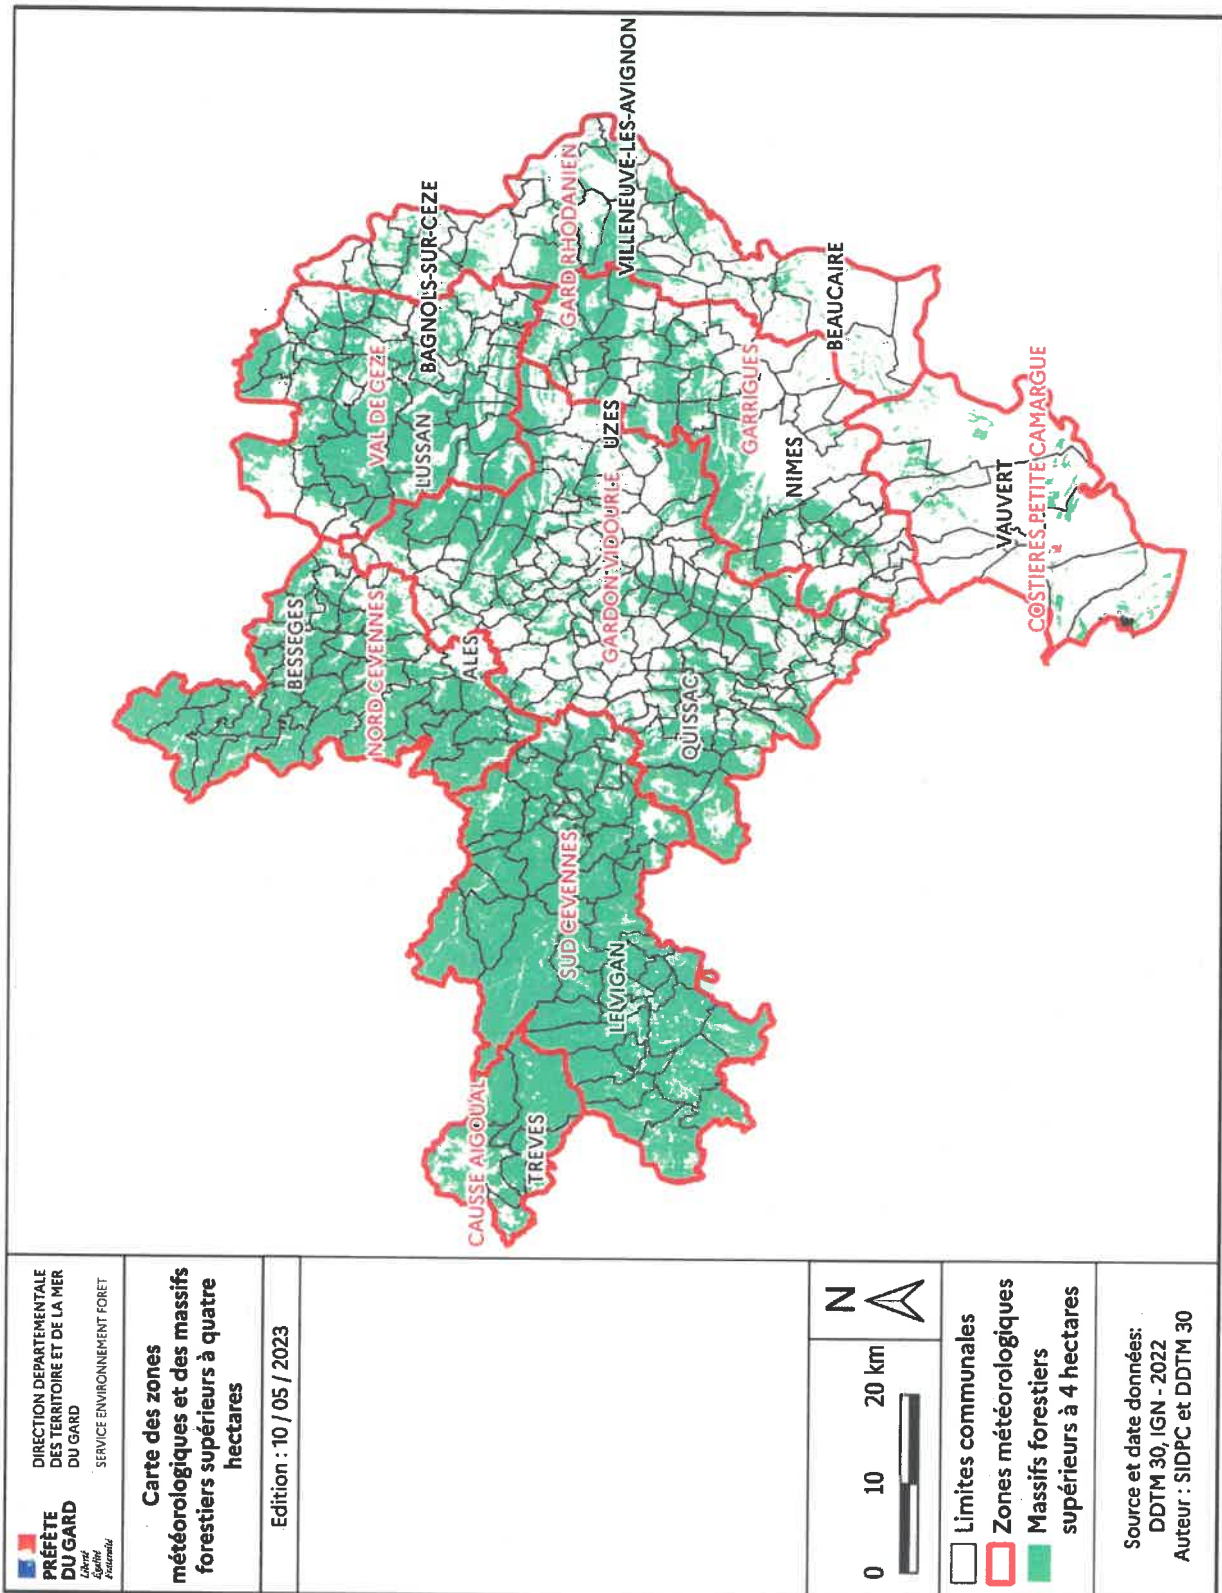 PRÉFÈTE
DU GARD
Liberté
Égalité
Fraternité
DIRECTION DEPARTEMENTALE
DES TERRITOIRE ET DE LA MER
DU GARD
SERVICE ENVIRONNEMENT FORET
Carte des zones
météorologiques et des massifs
forestiers supérieurs à quatre
hectares
Edition : 10 / 05 / 2023
0 10 20 km
N
Limites communales
Zones météorologiques
Massifs forestiers
supérieurs à 4 hectares
Source et date données:
DDTM 30, IGN - 2022
Auteur : SIDPC et DDTM 30
BESSEGES
NORD CEVENNES
VAL DE CEZE
LUSSAN
BAGNOLS-SUR-CEZE
ALES
CAUSSE AIGOUAL
TREVES
SUD CEVENNES
LE VIGAN
GARDON VIDOURLE
UZES
GARD RHODANIEN
VILLENEUVE-LES-AVIGNON
QUISSAC
GARRIGUES
NIMES
BEAUCAIRE
VAUVERT
COSTIERES PETITE CAMARGUE